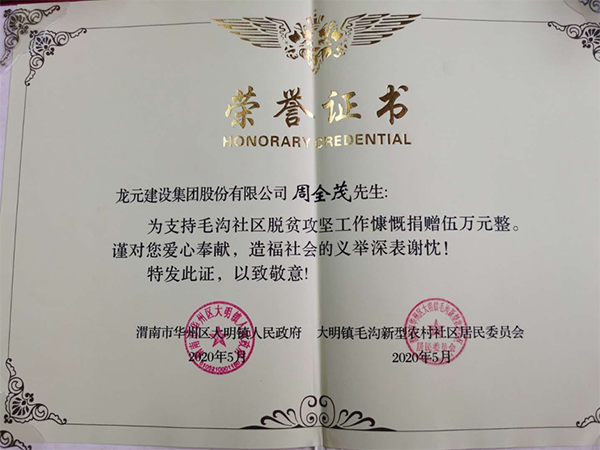 荣誉证书
HONORARY CREDENTIAL
龙元建设集团股份有限公司 周全茂先生:
为支持毛沟社区脱贫攻坚工作慷慨捐赠伍万元整。
谨对您爱心奉献，造福社会的义举深表谢忱！
特发此证，以致敬意！
渭南市华州区大明镇人民政府 大明镇毛沟新型农村社区居民委员会
2020年5月 2020年5月